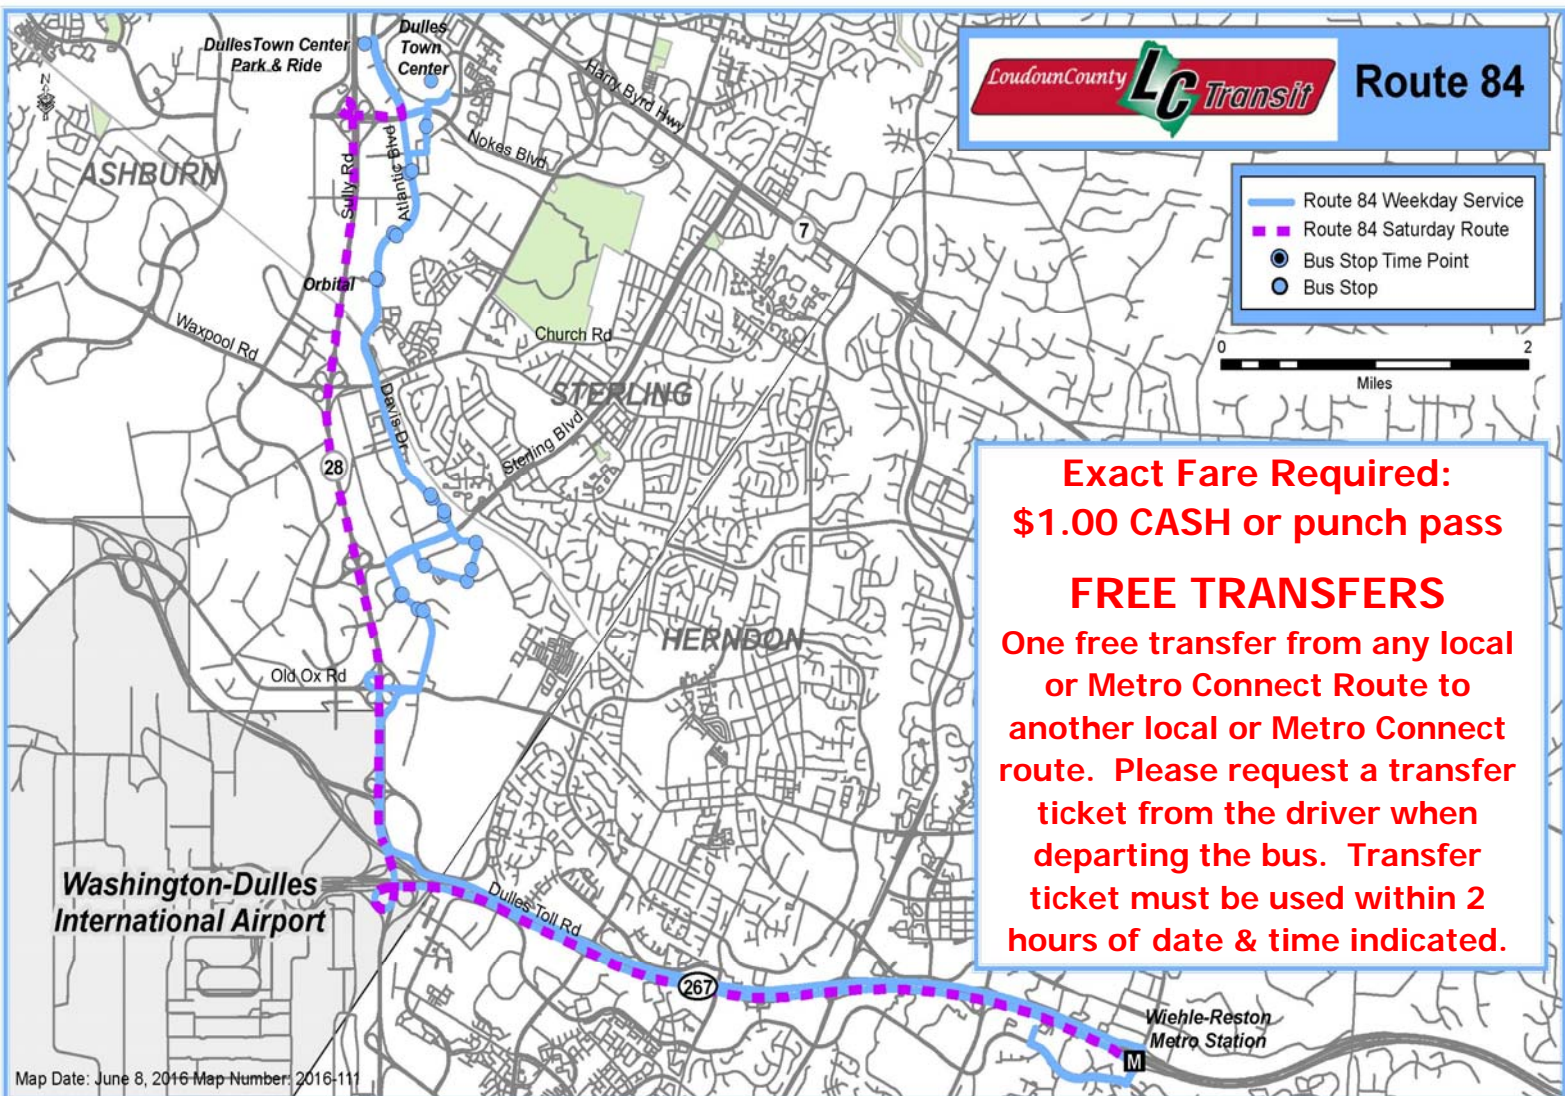 Dulles Town Center
Park & Ride
Dulles
Town
Center
N
LoudounCounty LC Transit
Route 84
Harry Byrd Hwy
Nokes Blvd
ASHBURN
Sully Rd
Atlantic Blvd
7
Route 84 Weekday Service
Route 84 Saturday Route
Bus Stop Time Point
Bus Stop
Orbital
Waxpool Rd
Church Rd
0 2
Miles
STERLING
Davis Dr
Sterling Blvd
28
Exact Fare Required:
$1.00 CASH or punch pass
FREE TRANSFERS
One free transfer from any local
or Metro Connect Route to
another local or Metro Connect
route. Please request a transfer
ticket from the driver when
departing the bus. Transfer
ticket must be used within 2
hours of date & time indicated.
HERNDON
Old Ox Rd
Washington-Dulles
International Airport
Dulles Toll Rd
267
Wiehle-Reston
Metro Station
M
Map Date: June 8, 2016 Map Number: 2016-111